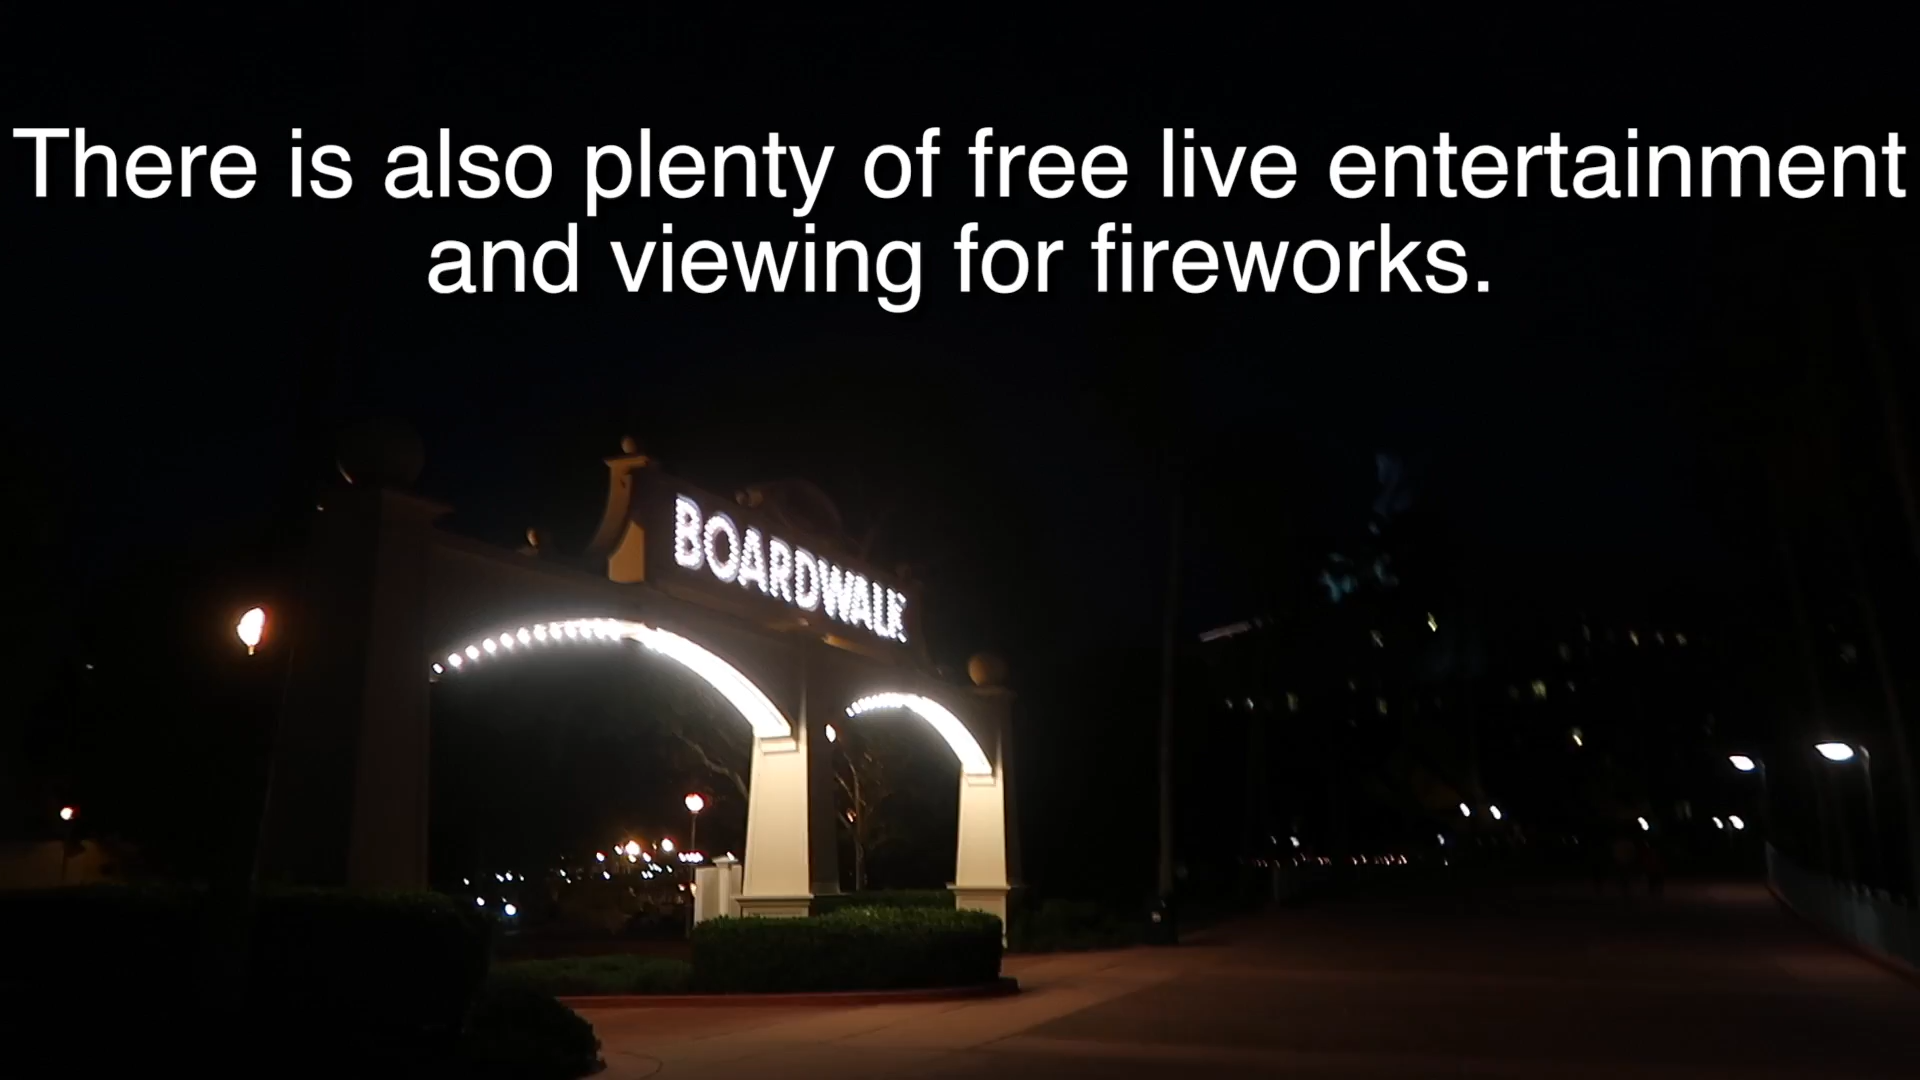 There is also plenty of free live entertainment
and viewing for fireworks.
BOARDWALK